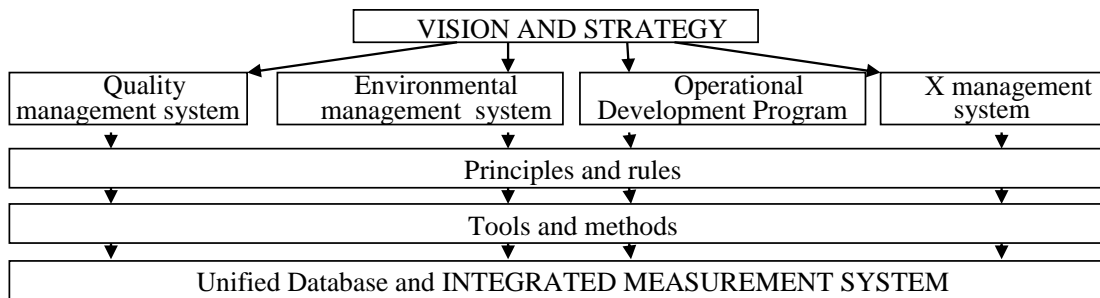 VISION AND STRATEGY
Quality
management system
Environmental
management system
Operational
Development Program
X management
system
Principles and rules
Tools and methods
Unified Database and INTEGRATED MEASUREMENT SYSTEM